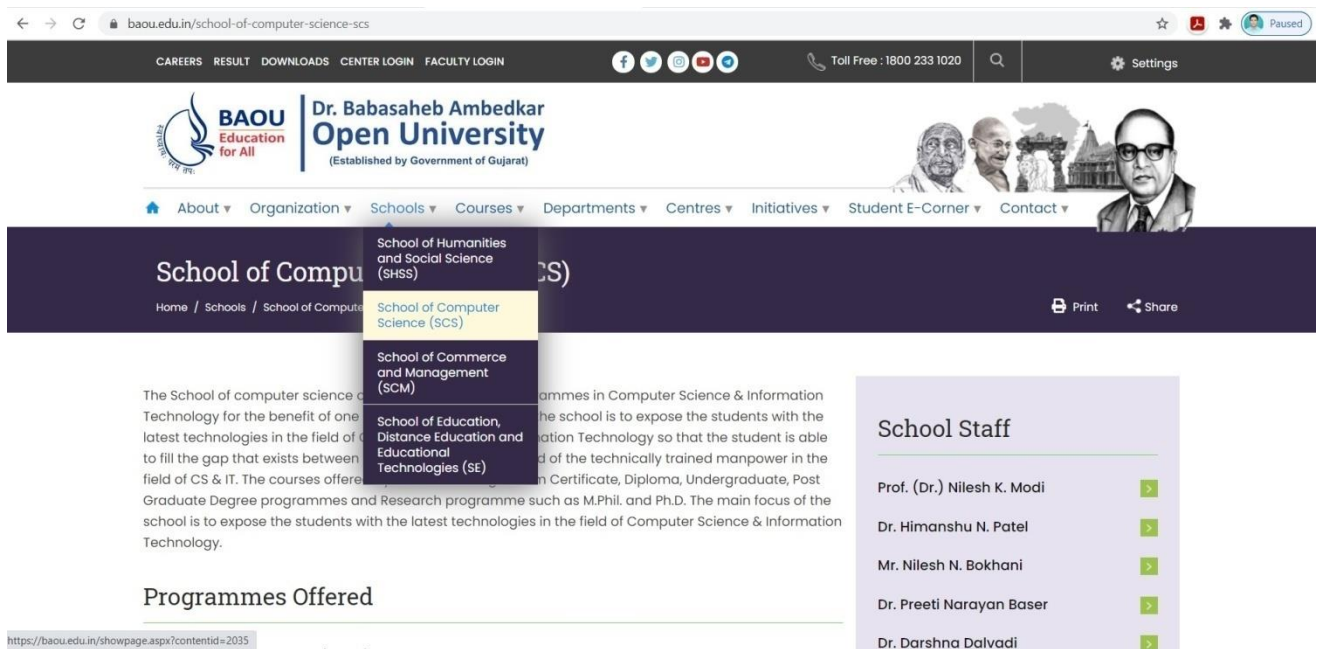 baou.edu.in/school-of-computer-science-scs
Paused
CAREERS RESULT DOWNLOADS CENTER LOGIN FACULTY LOGIN
Toll Free : 1800 233 1020
Settings
BAOU
Education
for All
Dr. Babasaheb Ambedkar
Open University
(Established by Government of Gujarat)
About Organization Schools Courses Departments Centres Initiatives Student E-Corner Contact
School of Humanities
and Social Science
(SHSS)
School of Computer
Science (SCS)
School of Commerce
and Management
(SCM)
School of Education,
Distance Education and
Educational
Technologies (SE)
School of Compu CS)
Home / Schools / School of Compute
Print Share
The School of computer science ammes in Computer Science & Information
Technology for the benefit of one he school is to expose the students with the
latest technologies in the field of ation Technology so that the student is able
to fill the gap that exists between d of the technically trained manpower in the
field of CS & IT. The courses offere n Certificate, Diploma, Undergraduate, Post
Graduate Degree programmes and Research programme such as M.Phil. and Ph.D. The main focus of the
school is to expose the students with the latest technologies in the field of Computer Science & Information
Technology.
Programmes Offered
School Staff
Prof. (Dr.) Nilesh K. Modi
Dr. Himanshu N. Patel
Mr. Nilesh N. Bokhani
Dr. Preeti Narayan Baser
Dr. Darshna Dalvadi
https://baou.edu.in/showpage.aspx?contentid=2035